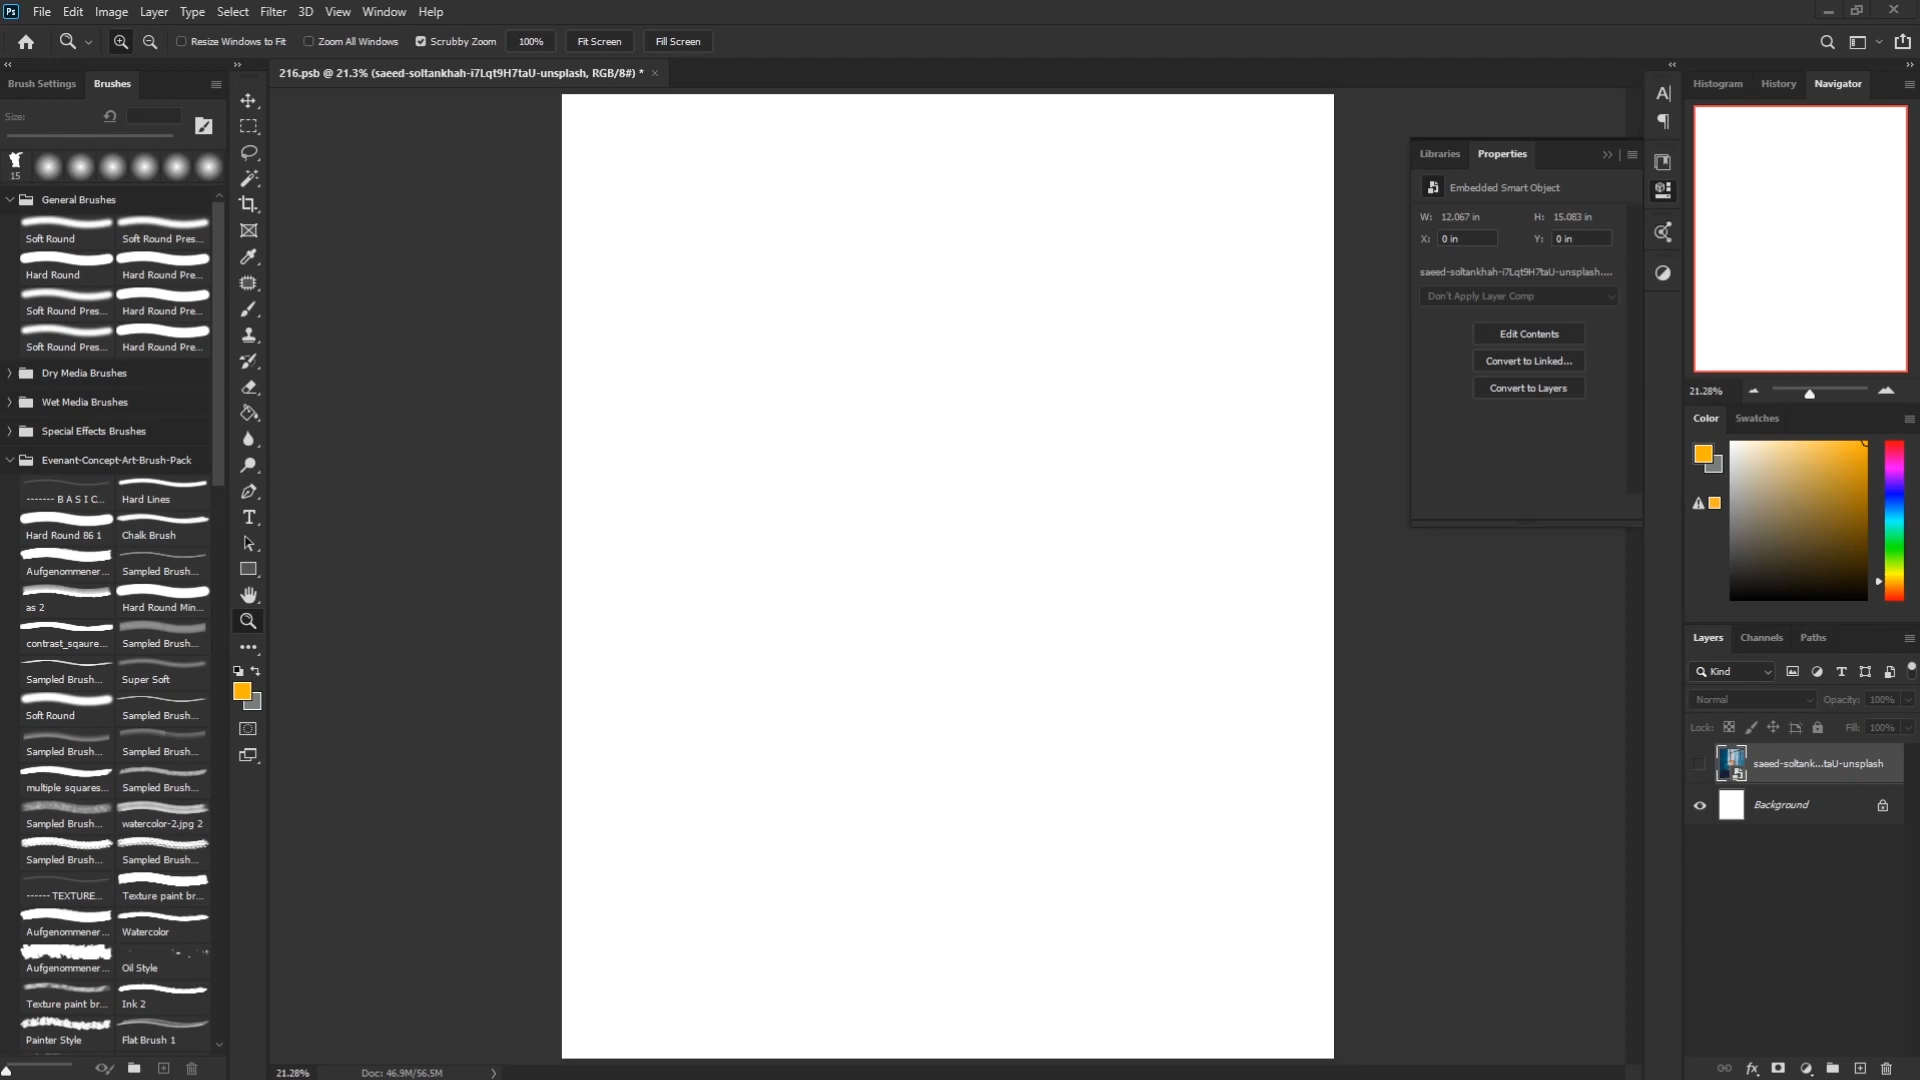 Ps File Edit Image Layer Type Select Filter 3D View Window Help
Resize Windows to Fit Zoom All Windows Scrubby Zoom 100% Fit Screen Fill Screen
Brush Settings Brushes
216.psb @ 21.3% (saeed-soltankhah-i7Lqt9H7taU-unsplash, RGB/8#) *
Histogram History Navigator
Size:
15
General Brushes
Soft Round Soft Round Pres...
Hard Round Hard Round Pre...
Soft Round Pres... Hard Round Pre...
Soft Round Pres... Hard Round Pre...
Dry Media Brushes
Wet Media Brushes
Special Effects Brushes
Evenant-Concept-Art-Brush-Pack
------- B A S I C... Hard Lines
Hard Round 86 1 Chalk Brush
Aufgenommener... Sampled Brush...
as 2 Hard Round Min...
contrast_sqaure... Sampled Brush...
Sampled Brush... Super Soft
Soft Round Sampled Brush...
Sampled Brush... Sampled Brush...
multiple squares... Sampled Brush...
Sampled Brush... watercolor-2.jpg 2
Sampled Brush... Sampled Brush...
------ TEXTURE... Texture paint br...
Aufgenommener... Watercolor
Aufgenommener... Oil Style
Texture paint br... Ink 2
Painter Style Flat Brush 1
Libraries Properties
Embedded Smart Object
W: 12.067 in H: 15.083 in
X: 0 in Y: 0 in
saeed-soltankhah-i7Lqt9H7taU-unsplash....
Don't Apply Layer Comp
Edit Contents
Convert to Linked...
Convert to Layers
21.28%
Color Swatches
Layers Channels Paths
Kind
Normal Opacity: 100%
Lock: Fill: 100%
saeed-soltank...taU-unsplash
Background
21.28% Doc: 46.9M/56.5M